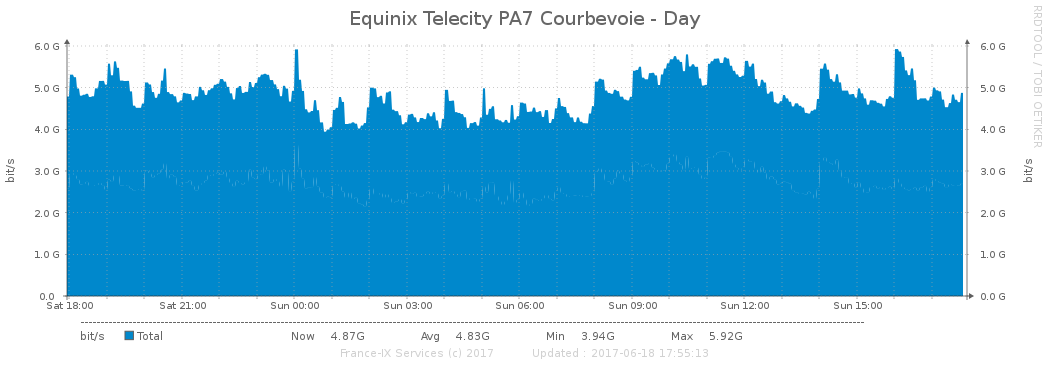 Equinix Telecity PA7 Courbevoie - Day
RRDTOOL / TOBI OETIKER
6.0 G 6.0 G
5.0 G 5.0 G
4.0 G 4.0 G
3.0 G 3.0 G
2.0 G 2.0 G
1.0 G 1.0 G
0.0 0.0 G
bit/s bit/s
Sat 18:00 Sat 21:00 Sun 00:00 Sun 03:00 Sun 06:00 Sun 09:00 Sun 12:00 Sun 15:00
bit/s Total Now 4.87G Avg 4.83G Min 3.94G Max 5.92G
France-IX Services (c) 2017 Updated : 2017-06-18 17:55:13